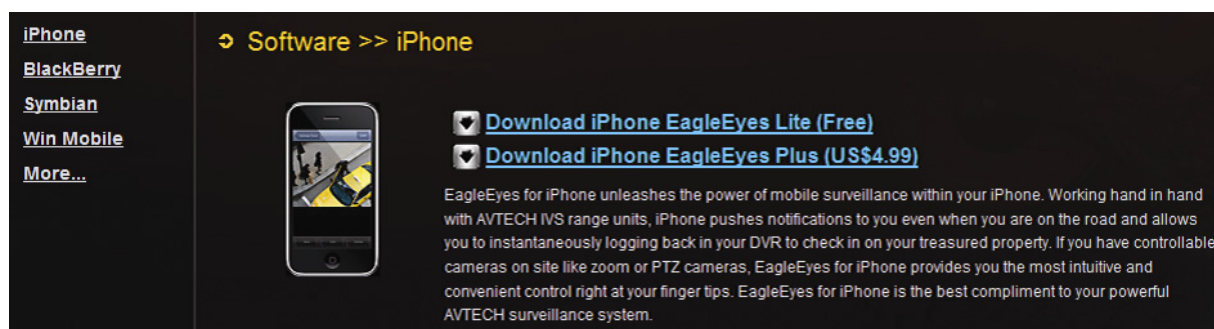 iPhone
BlackBerry
Symbian
Win Mobile
More...
Software >> iPhone
Download iPhone EagleEyes Lite (Free)
Download iPhone EagleEyes Plus (US$4.99)
EagleEyes for iPhone unleashes the power of mobile surveillance within your iPhone. Working hand in hand
with AVTECH IVS range units, iPhone pushes notifications to you even when you are on the road and allows
you to instantaneously logging back in your DVR to check in on your treasured property. If you have controllable
cameras on site like zoom or PTZ cameras, EagleEyes for iPhone provides you the most intuitive and
convenient control right at your finger tips. EagleEyes for iPhone is the best compliment to your powerful
AVTECH surveillance system.